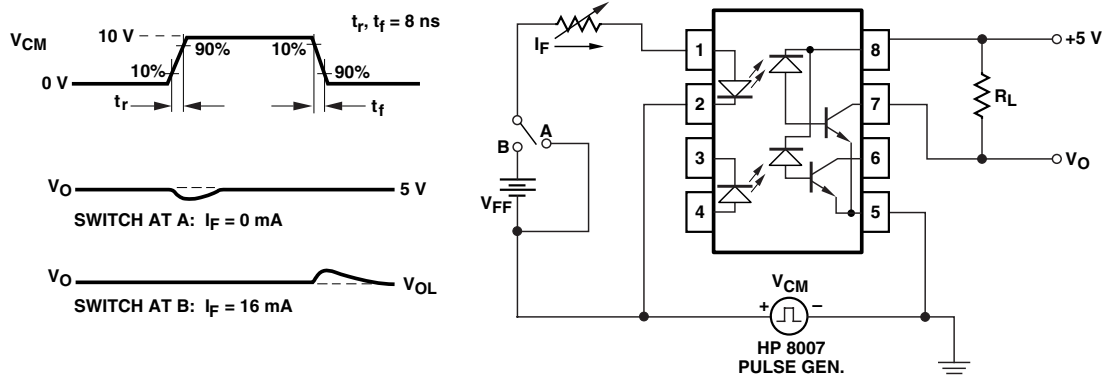 t_r, t_f = 8 ns
V_CM
10 V
90%
10%
10%
90%
0 V
t_r
t_f
V_O
5 V
SWITCH AT A: I_F = 0 mA
V_O
V_OL
SWITCH AT B: I_F = 16 mA
I_F
B
A
V_FF
1
2
3
4
8
7
6
5
+5 V
R_L
V_O
V_CM
+
–
HP 8007
PULSE GEN.